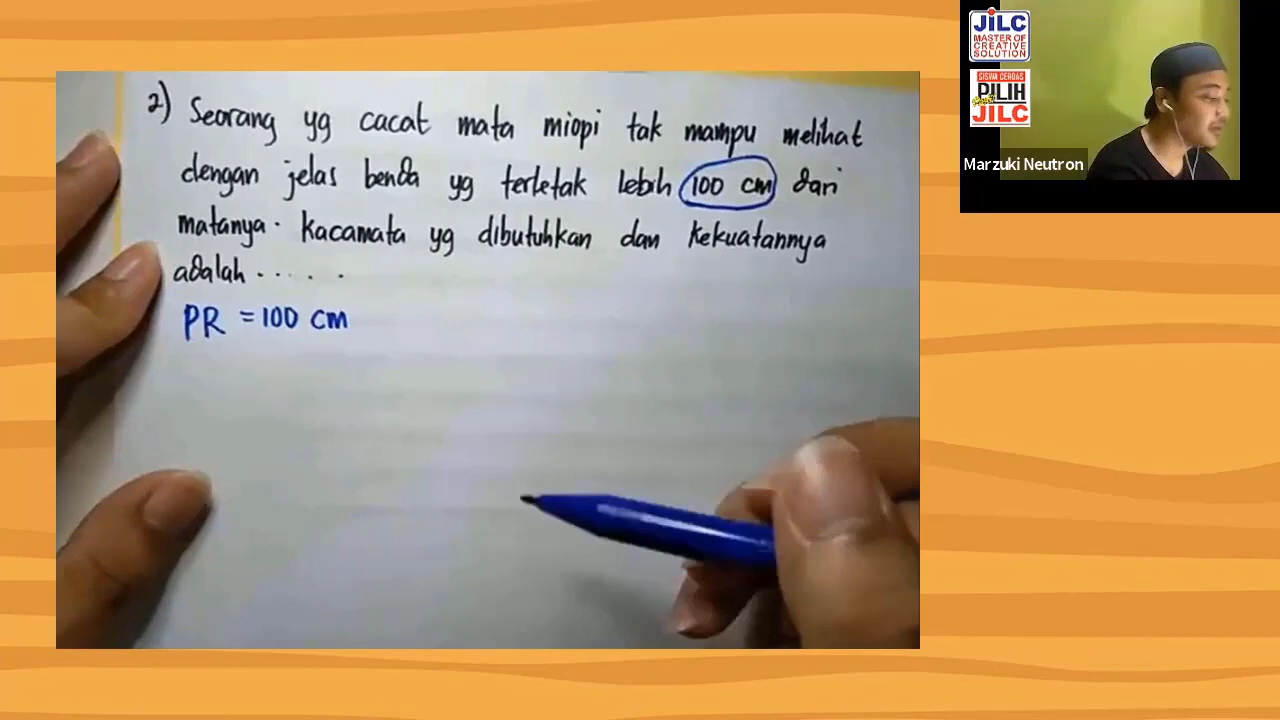 2) Seorang yg cacat mata miopi tak mampu melihat
dengan jelas benda yg terletak lebih 100 cm dari
matanya. Kacamata yg dibutuhkan dan kekuatannya
adalah . . . . .
PR = 100 cm
JILC
MASTER OF
CREATIVE
SOLUTION
SISWA CERDAS
PILIH
JILC
Marzuki Neutron